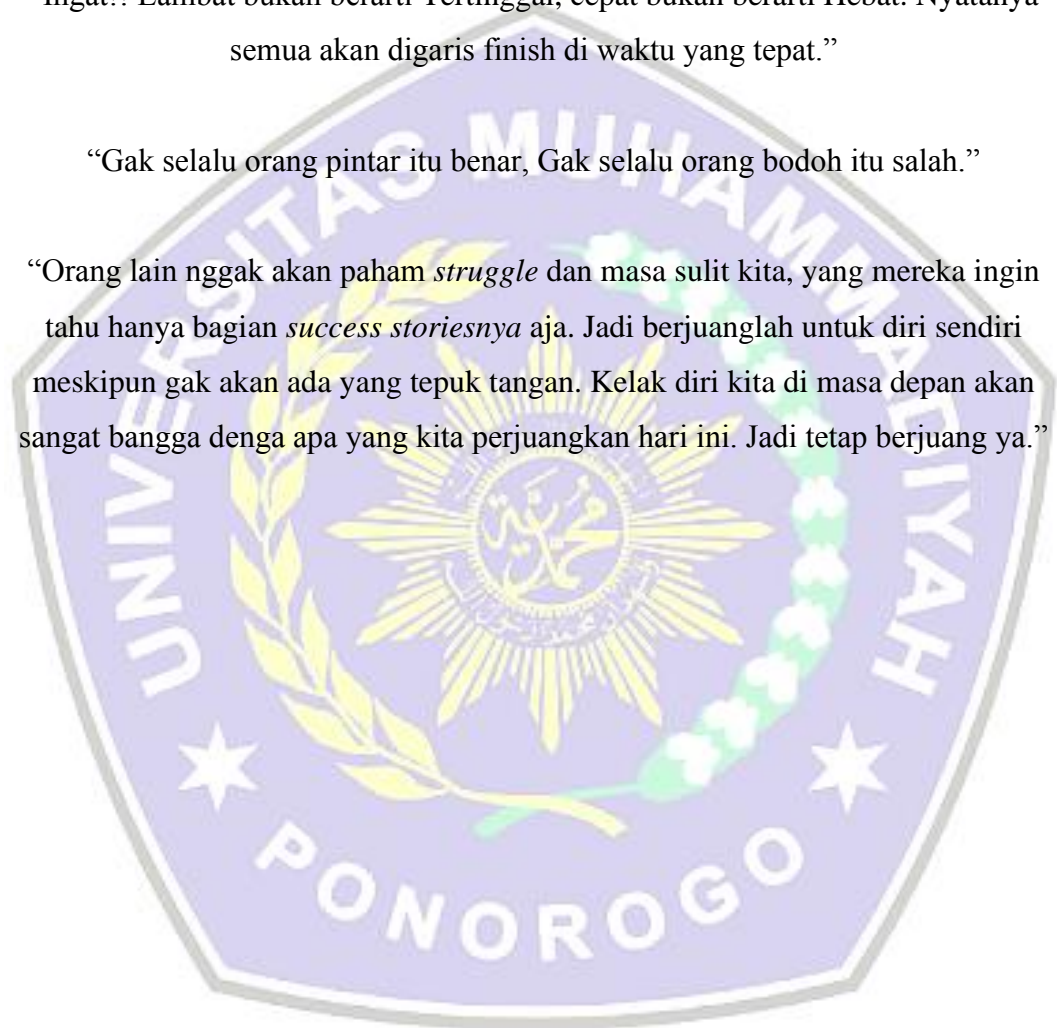 Ingat!! Lambat bukan berarti Tertinggal, cepat bukan berarti Hebat. Nyatanya
semua akan digaris finish di waktu yang tepat.”
“Gak selalu orang pintar itu benar, Gak selalu orang bodoh itu salah.”
“Orang lain nggak akan paham struggle dan masa sulit kita, yang mereka ingin
tahu hanya bagian success storiesnya aja. Jadi berjuanglah untuk diri sendiri
meskipun gak akan ada yang tepuk tangan. Kelak diri kita di masa depan akan
sangat bangga denga apa yang kita perjuangkan hari ini. Jadi tetap berjuang ya.”
UNIVERSITAS MUHAMMADIYAH
PONOROGO